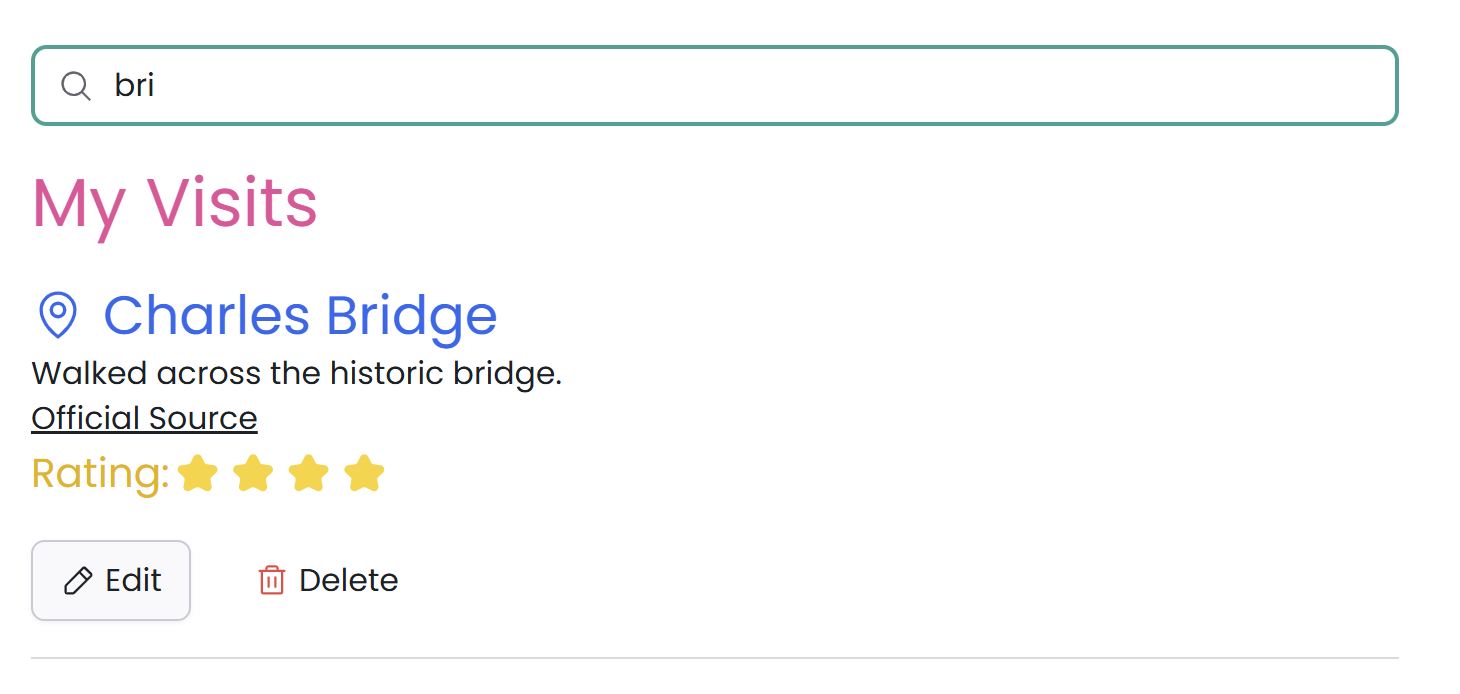 bri
My Visits
Charles Bridge
Walked across the historic bridge.
Official Source
Rating:
Edit Delete